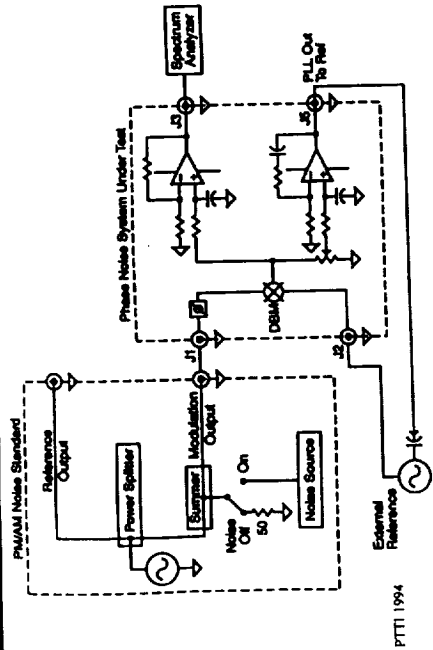 PM/AM Noise Standard
Reference
Output
Power Splitter
Summer
Modulation
Output
Noise
Off
On
50
Noise Source
Phase Noise System Under Test
J1
J2
DBM
J3
Spectrum
Analyzer
J5
PLL Out
To Ref
External
Reference
PTTI 1994